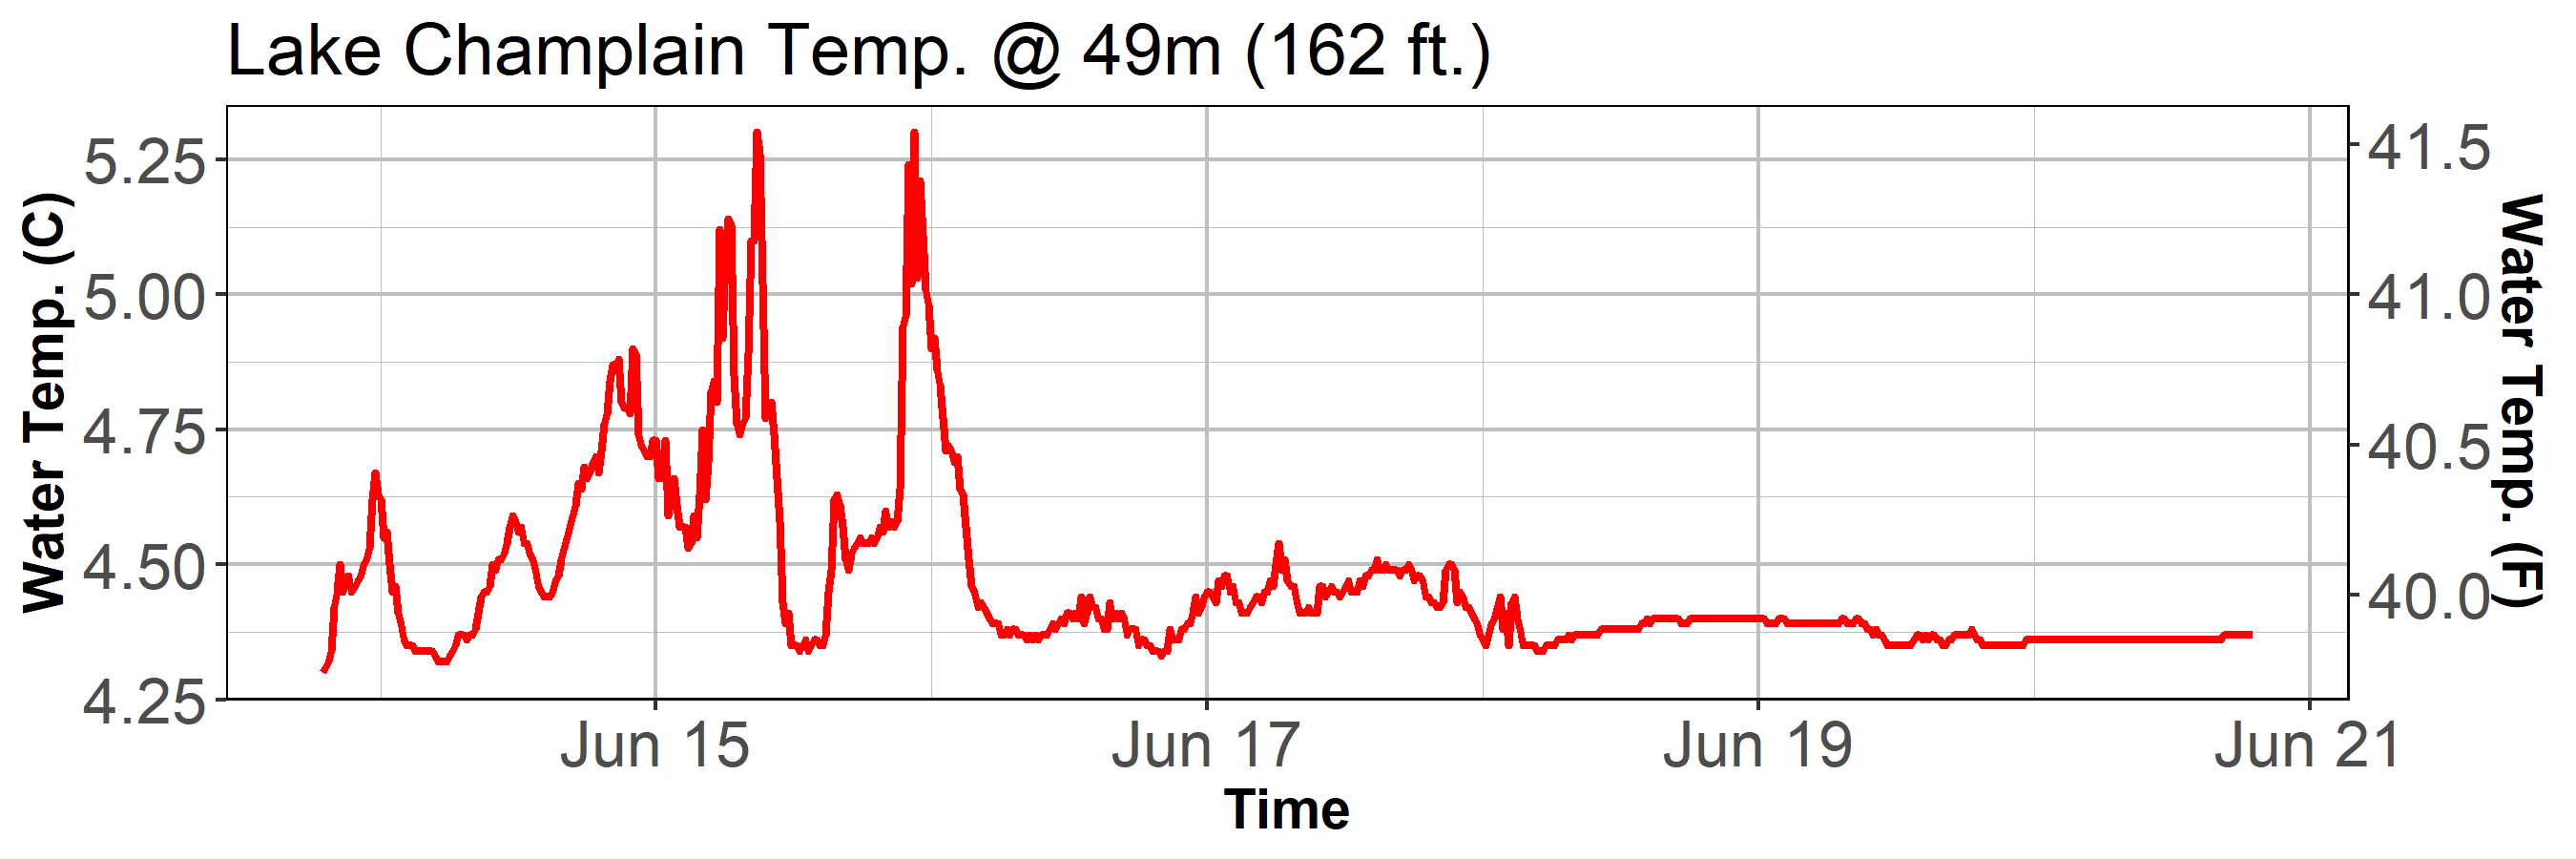 Lake Champlain Temp. @ 49m (162 ft.)
Water Temp. (C)
5.25
5.00
4.75
4.50
4.25
41.5
41.0
40.5
40.0
Water Temp. (F)
Jun 15
Jun 17
Jun 19
Jun 21
Time